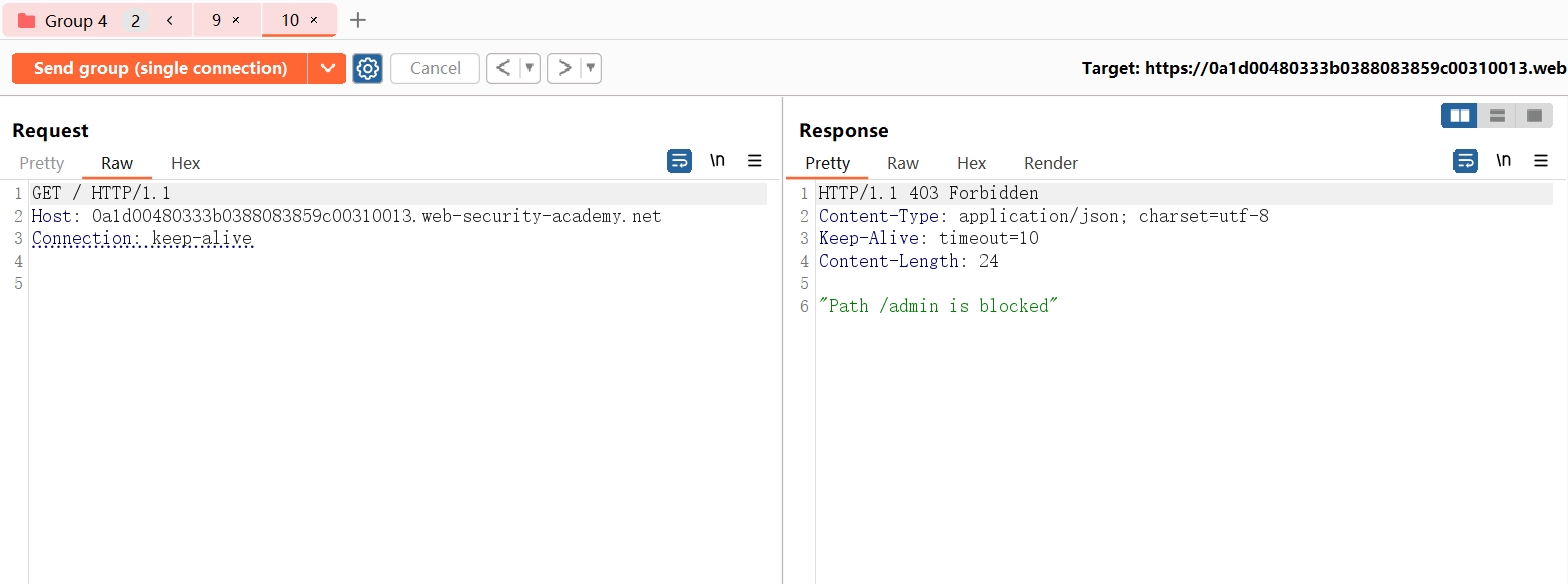 Group 4 2 < 9 × 10 × +
Send group (single connection) Cancel < ▼ > ▼ Target: https://0a1d00480333b0388083859c00310013.web
Request
Pretty Raw Hex \n
1 GET / HTTP/1.1
2 Host: 0a1d00480333b0388083859c00310013.web-security-academy.net
3 Connection: keep-alive
4
5
Response
Pretty Raw Hex Render \n
1 HTTP/1.1 403 Forbidden
2 Content-Type: application/json; charset=utf-8
3 Keep-Alive: timeout=10
4 Content-Length: 24
5
6 "Path /admin is blocked"